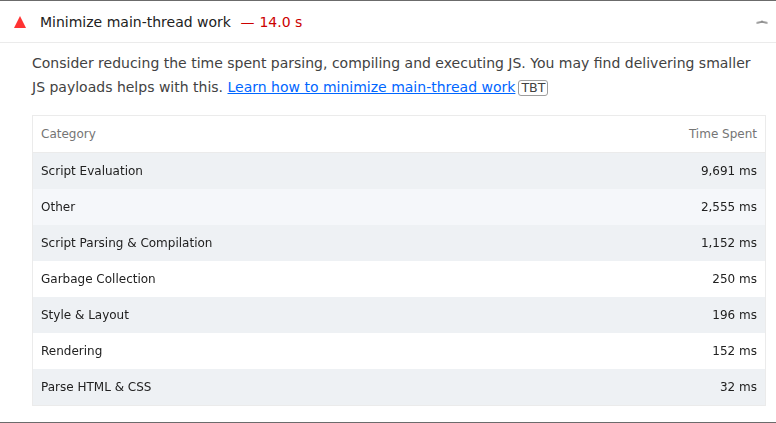 Minimize main-thread work — 14.0 s
Consider reducing the time spent parsing, compiling and executing JS. You may find delivering smaller
JS payloads helps with this. Learn how to minimize main-thread work TBT
Category Time Spent
Script Evaluation 9,691 ms
Other 2,555 ms
Script Parsing & Compilation 1,152 ms
Garbage Collection 250 ms
Style & Layout 196 ms
Rendering 152 ms
Parse HTML & CSS 32 ms